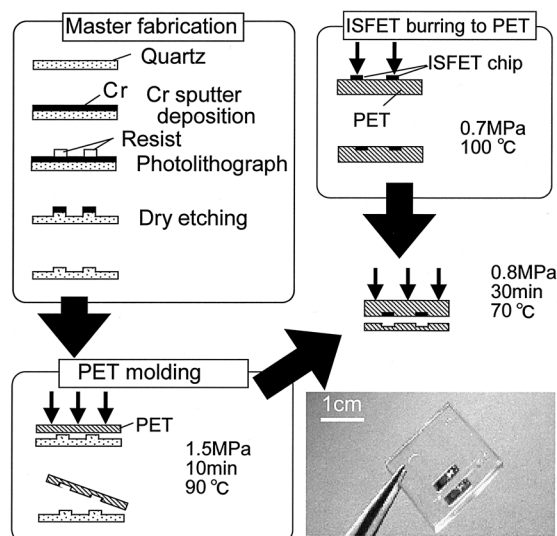 Master fabrication
Quartz
Cr
Cr sputter
deposition
Resist
Photolithograph
Dry etching
PET molding
PET
1.5MPa
10min
90 °C
ISFET burring to PET
ISFET chip
PET
0.7MPa
100 °C
0.8MPa
30min
70 °C
1cm